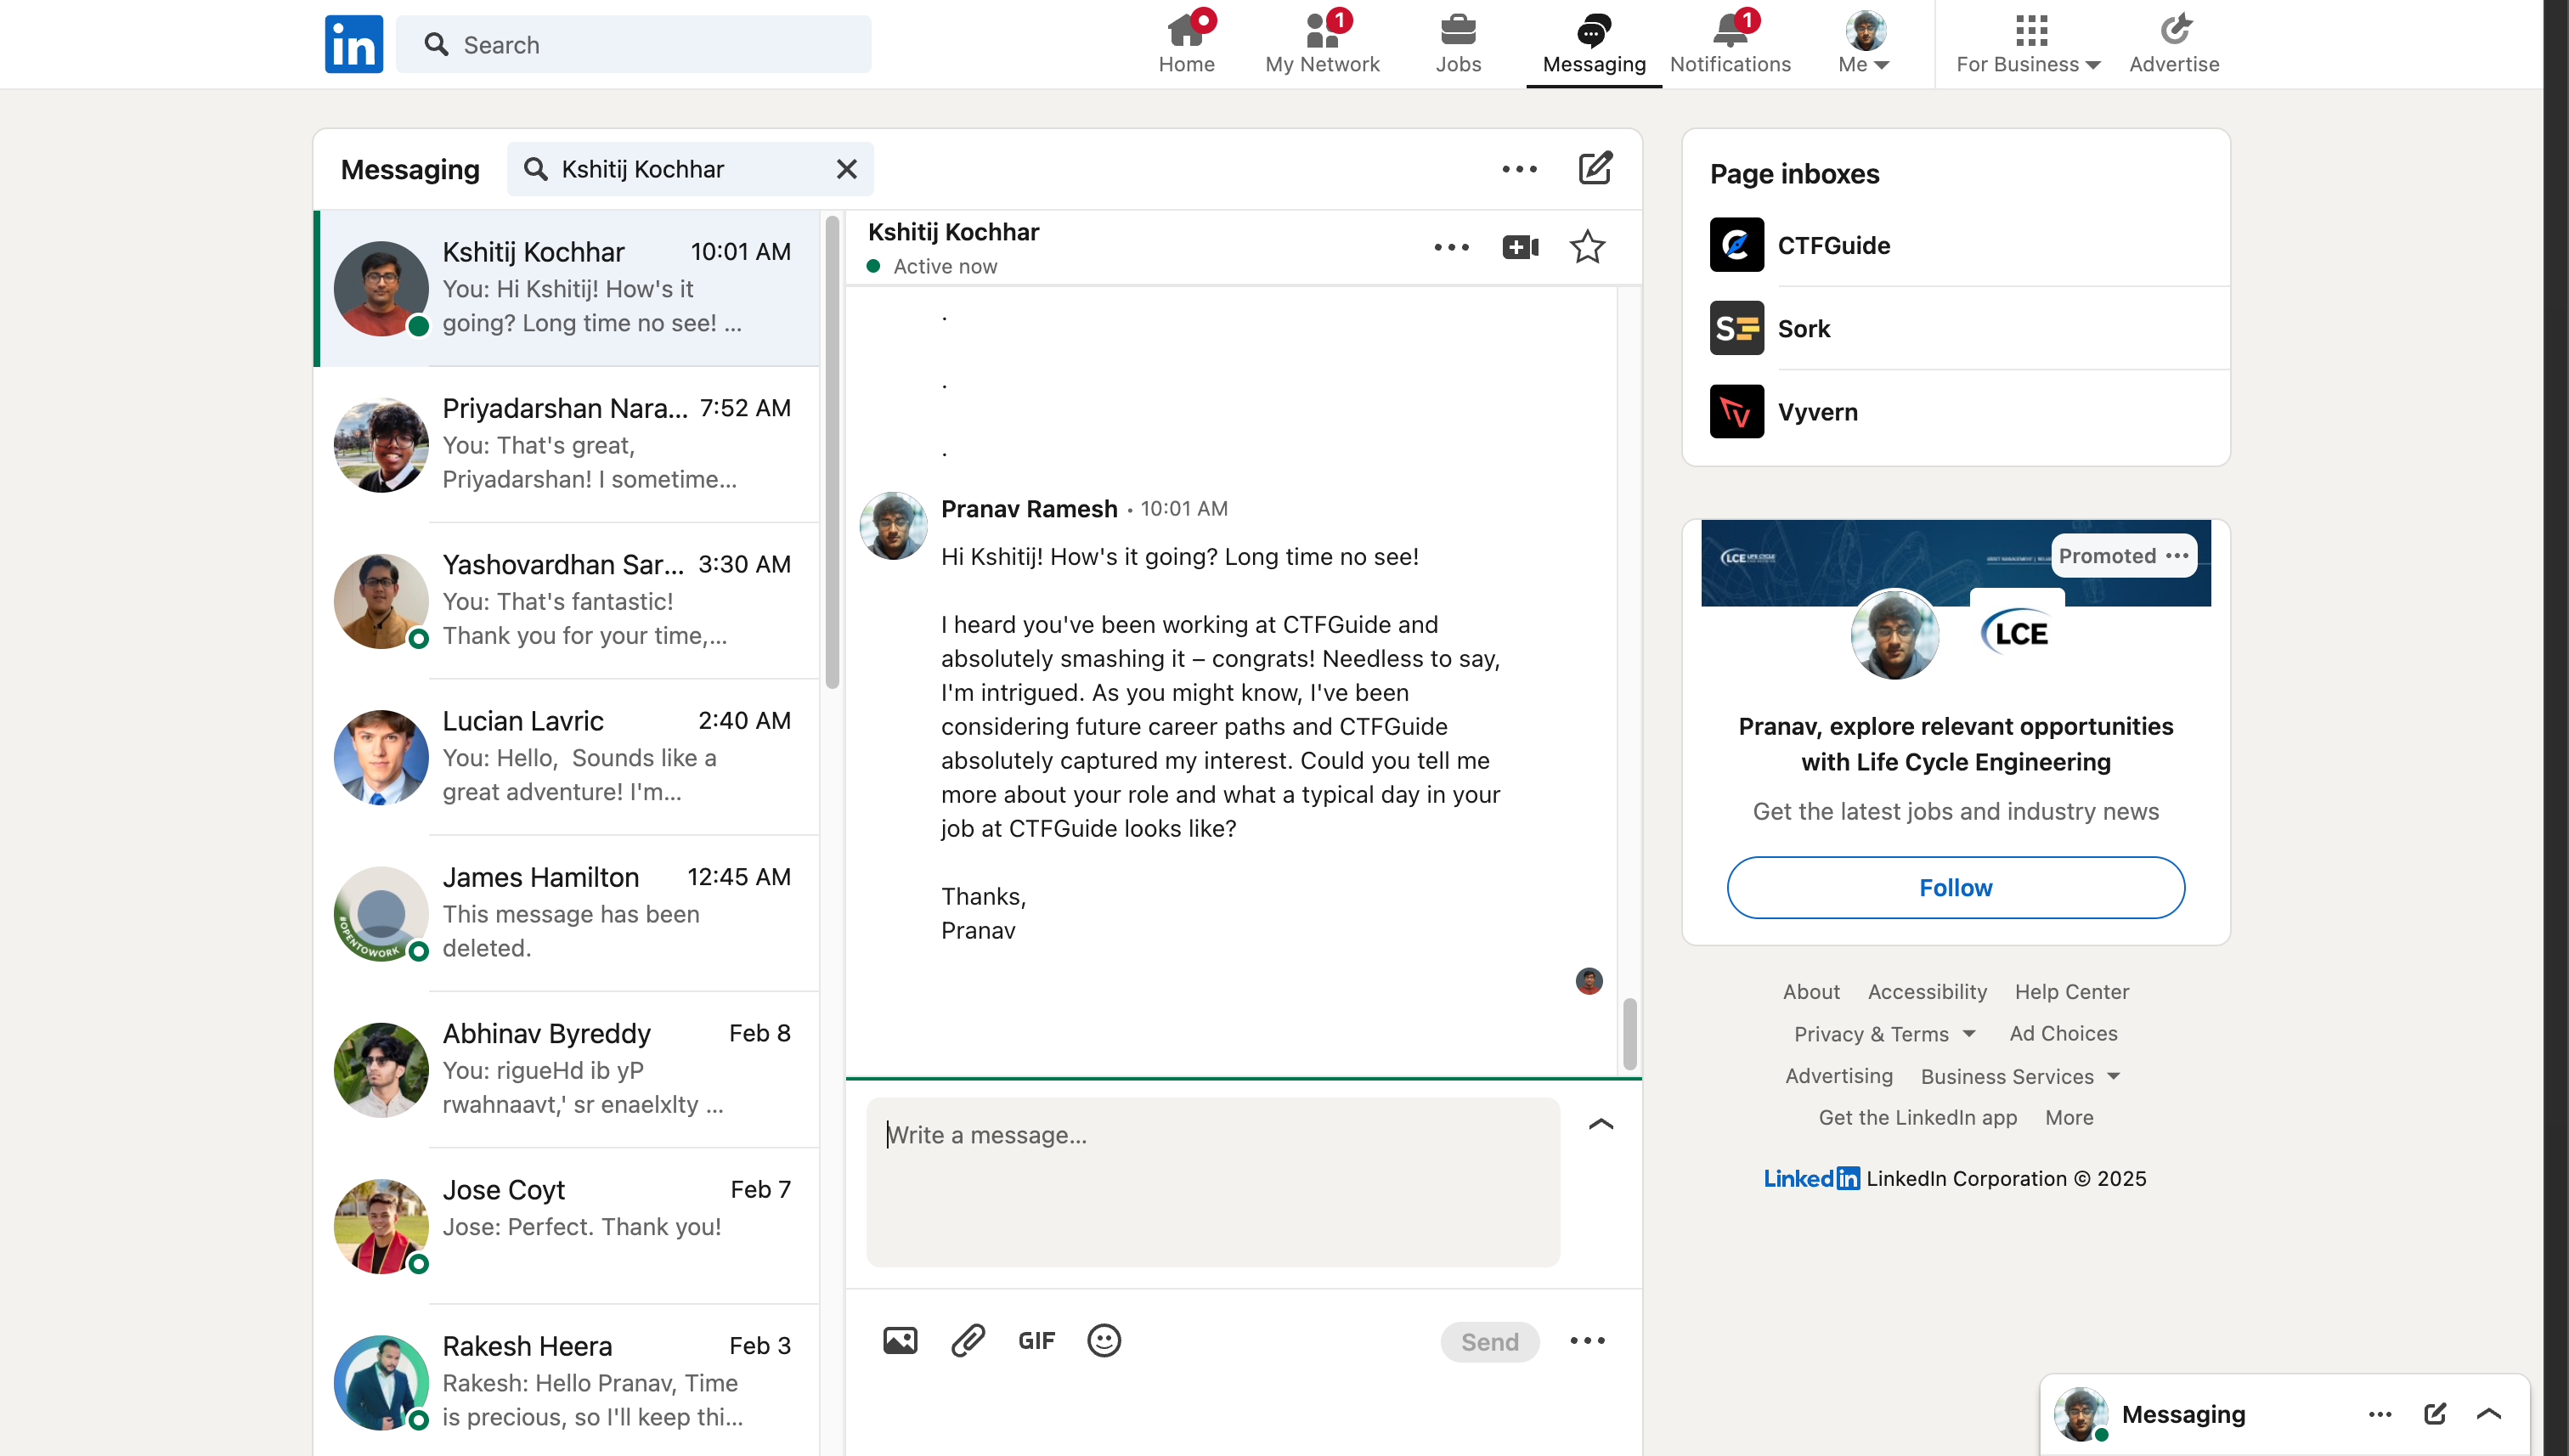 in
Search
Home
1
My Network
Jobs
Messaging
1
Notifications
Me
For Business
Advertise
Messaging
Kshitij Kochhar
Kshitij Kochhar 10:01 AM
You: Hi Kshitij! How's it
going? Long time no see! ...
Priyadarshan Nara... 7:52 AM
You: That's great,
Priyadarshan! I sometime...
Yashovardhan Sar... 3:30 AM
You: That's fantastic!
Thank you for your time,...
Lucian Lavric 2:40 AM
You: Hello,  Sounds like a
great adventure! I'm...
James Hamilton 12:45 AM
This message has been
deleted.
#OPENTOWORK
Abhinav Byreddy Feb 8
You: rigueHd ib yP
rwahnaavt,' sr enaelxlty ...
Jose Coyt Feb 7
Jose: Perfect. Thank you!
Rakesh Heera Feb 3
Rakesh: Hello Pranav, Time
is precious, so I'll keep thi...
Kshitij Kochhar
Active now
.
.
.
Pranav Ramesh • 10:01 AM
Hi Kshitij! How's it going? Long time no see!
I heard you've been working at CTFGuide and
absolutely smashing it – congrats! Needless to say,
I'm intrigued. As you might know, I've been
considering future career paths and CTFGuide
absolutely captured my interest. Could you tell me
more about your role and what a typical day in your
job at CTFGuide looks like?
Thanks,
Pranav
Write a message...
GIF
Send
Page inboxes
CTFGuide
Sork
Vyvern
LCE LIFE CYCLE
Promoted
LCE
Pranav, explore relevant opportunities
with Life Cycle Engineering
Get the latest jobs and industry news
Follow
About Accessibility Help Center
Privacy & Terms Ad Choices
Advertising Business Services
Get the LinkedIn app More
LinkedIn LinkedIn Corporation © 2025
Messaging